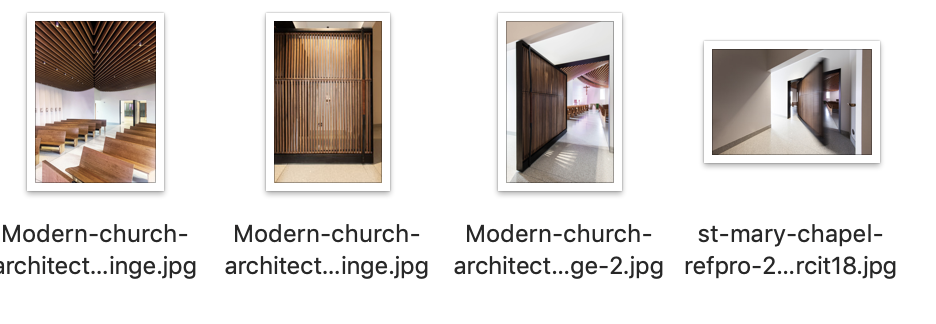 Modern-church-
architect...inge.jpg
Modern-church-
architect...inge.jpg
Modern-church-
architect...ge-2.jpg
st-mary-chapel-
refpro-2...rcit18.jpg